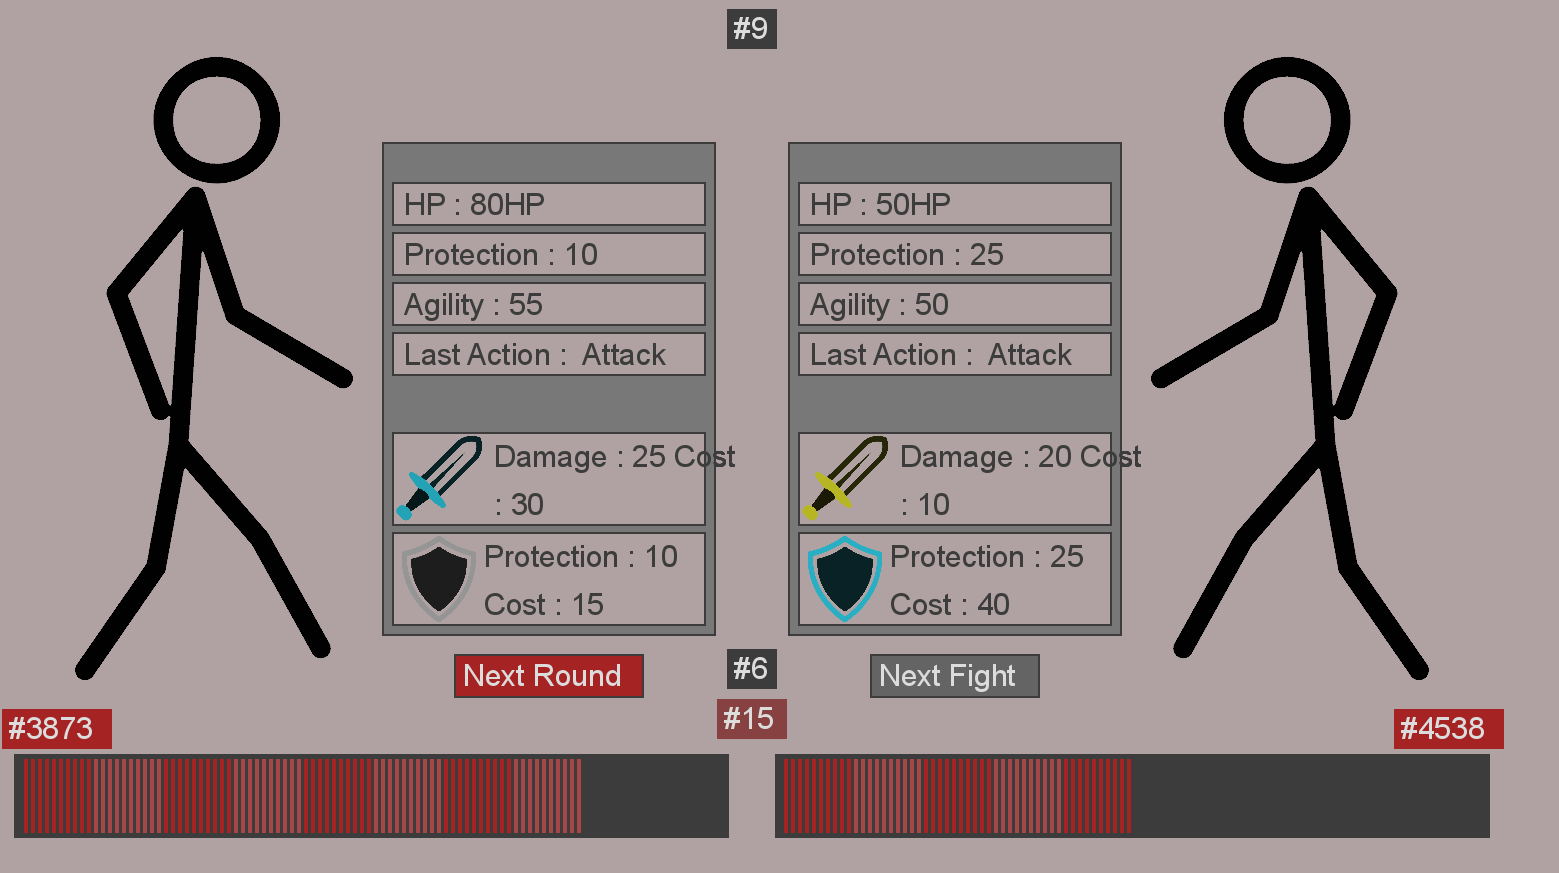 #9
HP : 80HP
Protection : 10
Agility : 55
Last Action :  Attack
Damage : 25 Cost
: 30
Protection : 10
Cost : 15
HP : 50HP
Protection : 25
Agility : 50
Last Action :  Attack
Damage : 20 Cost
: 10
Protection : 25
Cost : 40
Next Round
#6
Next Fight
#15
#3873
#4538